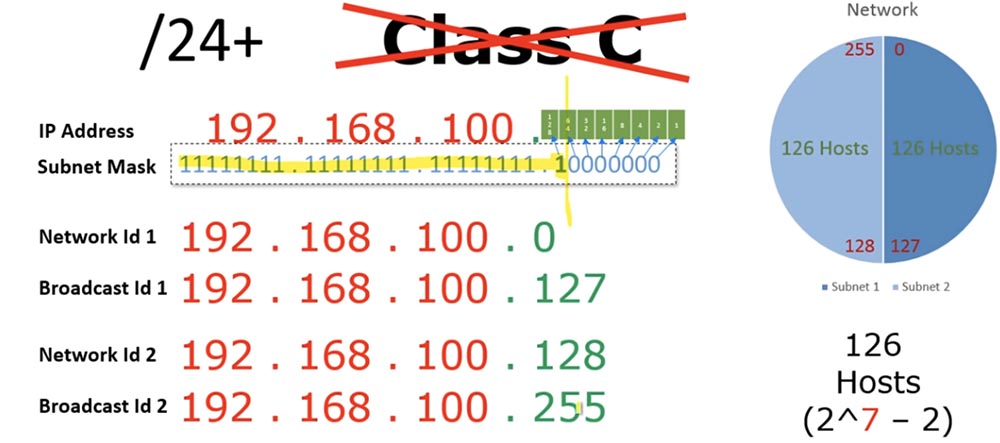 /24+ Class C
IP Address 192 . 168 . 100 . 128 64 32 16 8 4 2 1
Subnet Mask 11111111 . 11111111 . 11111111 . 10000000
Network Id 1 192 . 168 . 100 . 0
Broadcast Id 1 192 . 168 . 100 . 127
Network Id 2 192 . 168 . 100 . 128
Broadcast Id 2 192 . 168 . 100 . 255
Network
255 0
126 Hosts 126 Hosts
128 127
Subnet 1 Subnet 2
126
Hosts
(2^7 – 2)